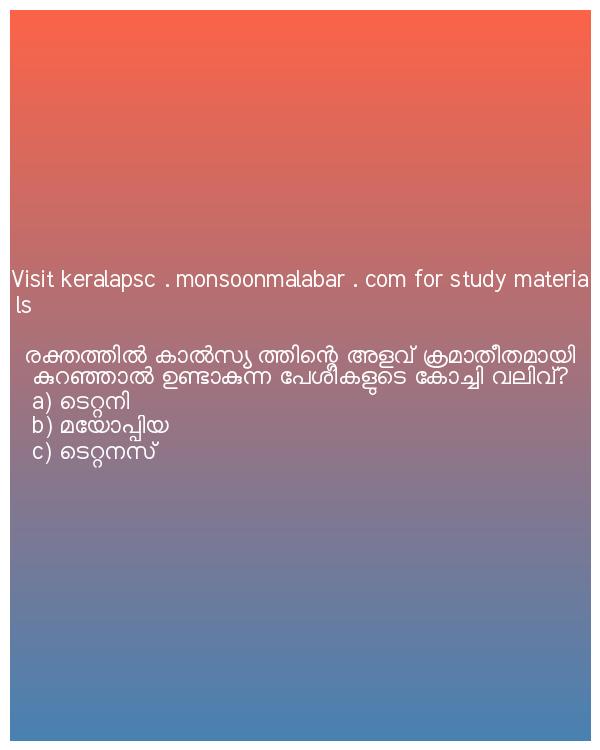 Visit keralapsc . monsoonmalabar . com for study materia
ls
രക്തത്തിൽ കാൽസ്യ ത്തിന്റെ അളവ് ക്രമാതീതമായി
കുറഞ്ഞാൽ ഉണ്ടാകുന്ന പേശികളുടെ കോച്ചി വലിവ്?
a) ടെറ്റനി
b) മയോപ്പിയ
c) ടെറ്റനസ്